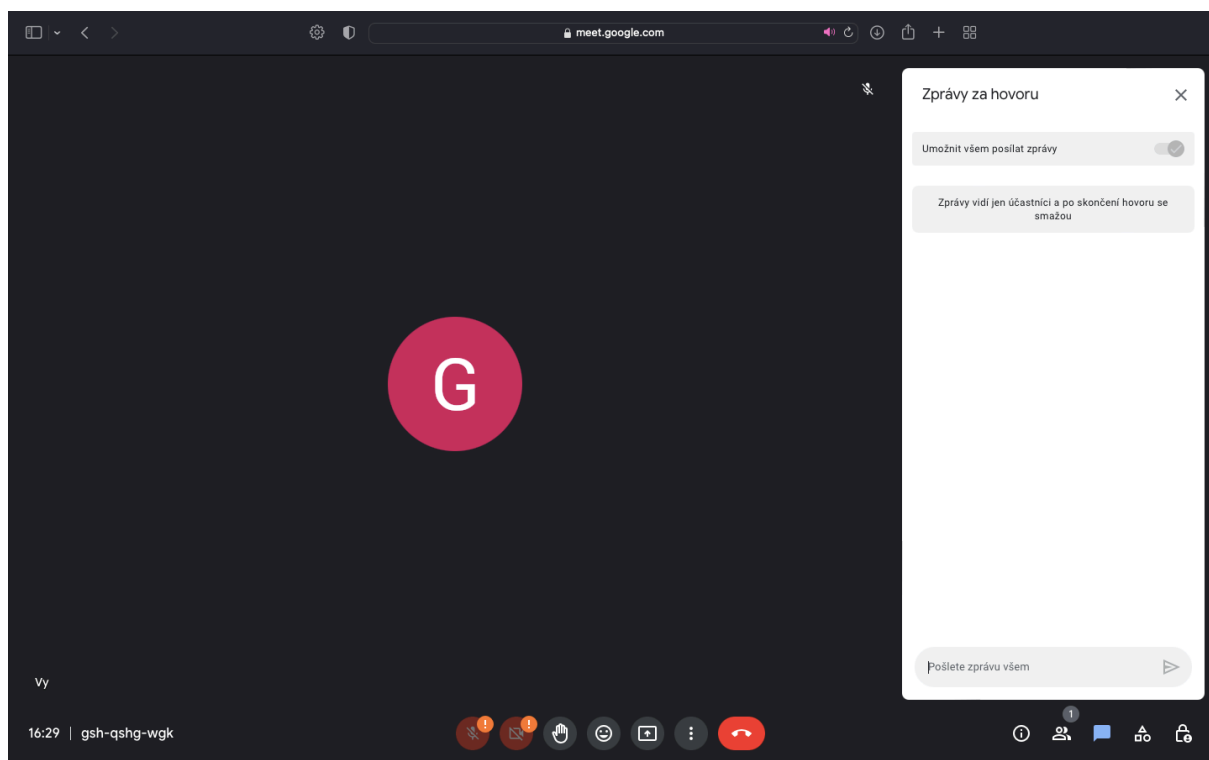 meet.google.com
Zprávy za hovoru
Umožnit všem posílat zprávy
Zprávy vidí jen účastníci a po skončení hovoru se
smažou
G
Pošlete zprávu všem
Vy
16:29 | gsh-qshg-wgk
! !
1